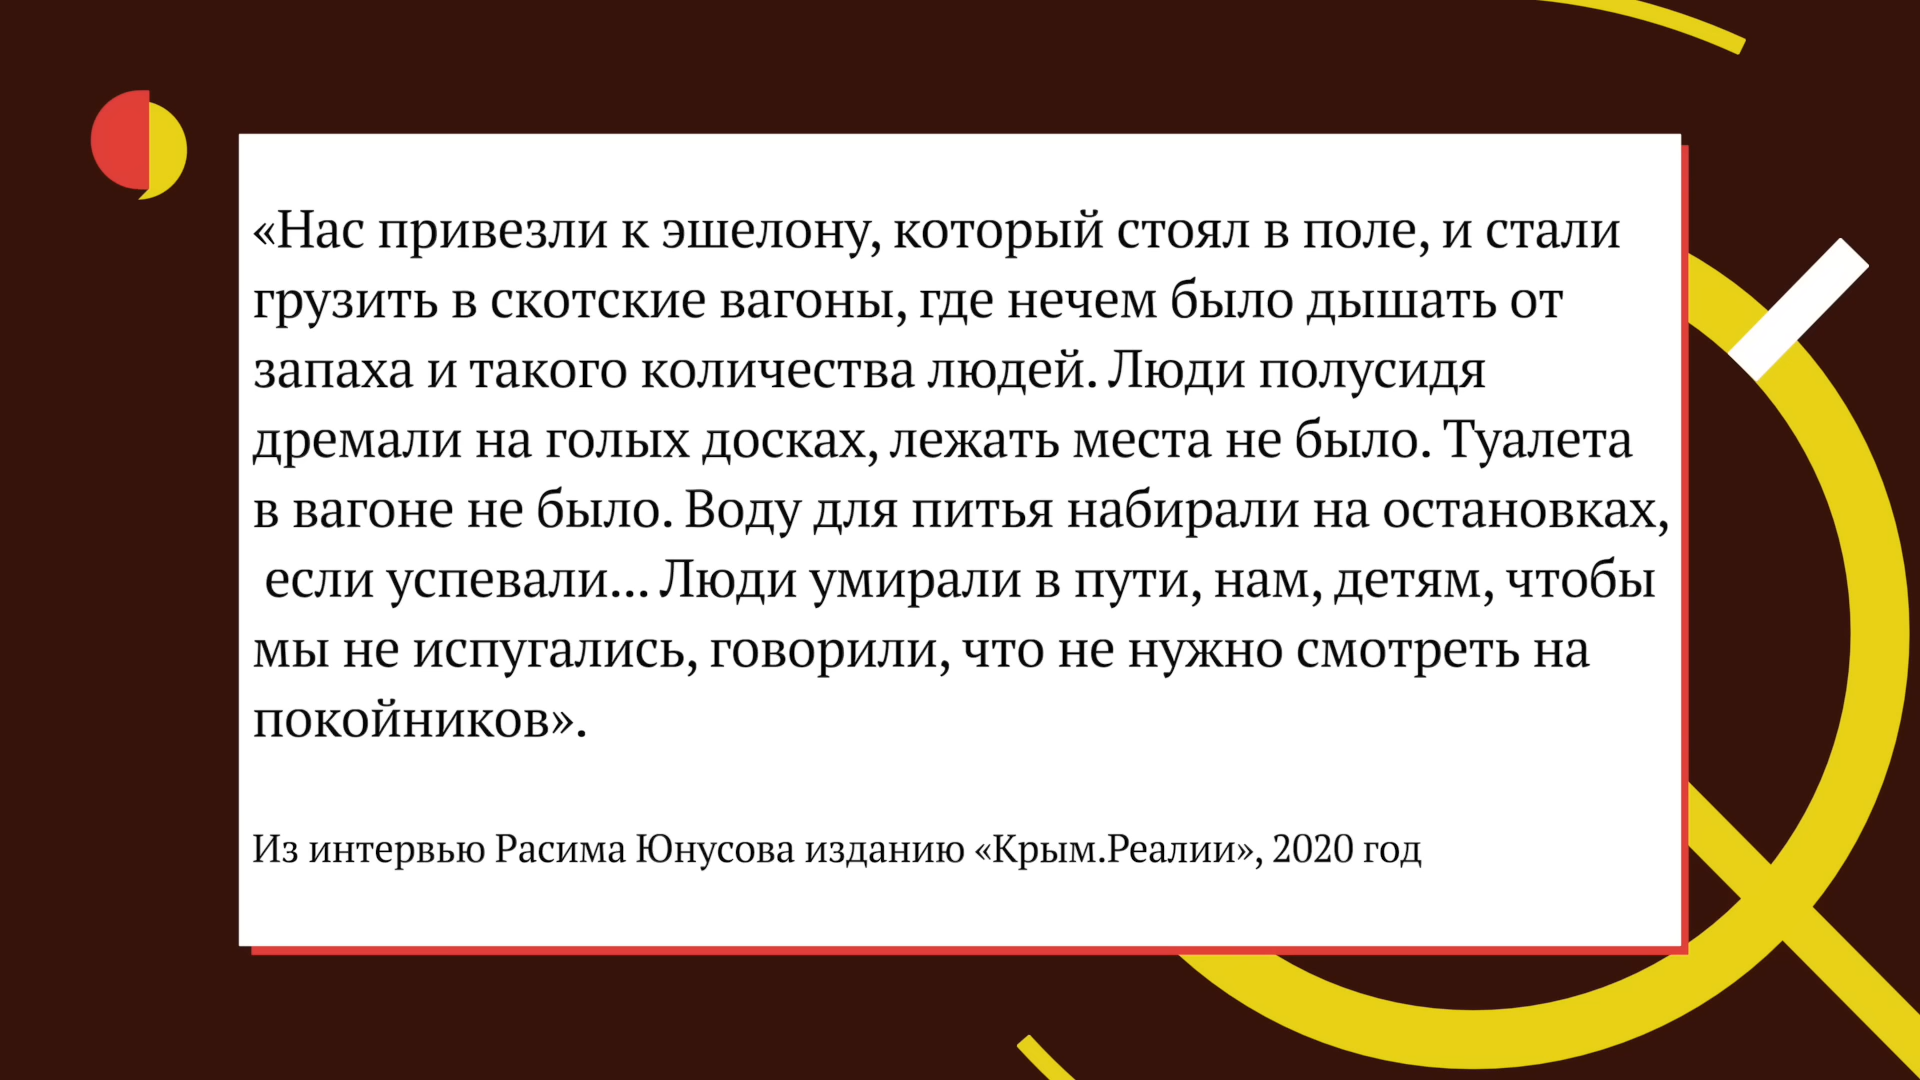 «Нас привезли к эшелону, который стоял в поле, и стали
грузить в скотские вагоны, где нечем было дышать от
запаха и такого количества людей. Люди полусидя
дремали на голых досках, лежать места не было. Туалета
в вагоне не было. Воду для питья набирали на остановках,
если успевали... Люди умирали в пути, нам, детям, чтобы
мы не испугались, говорили, что не нужно смотреть на
покойников».
Из интервью Расима Юнусова изданию «Крым.Реалии», 2020 год